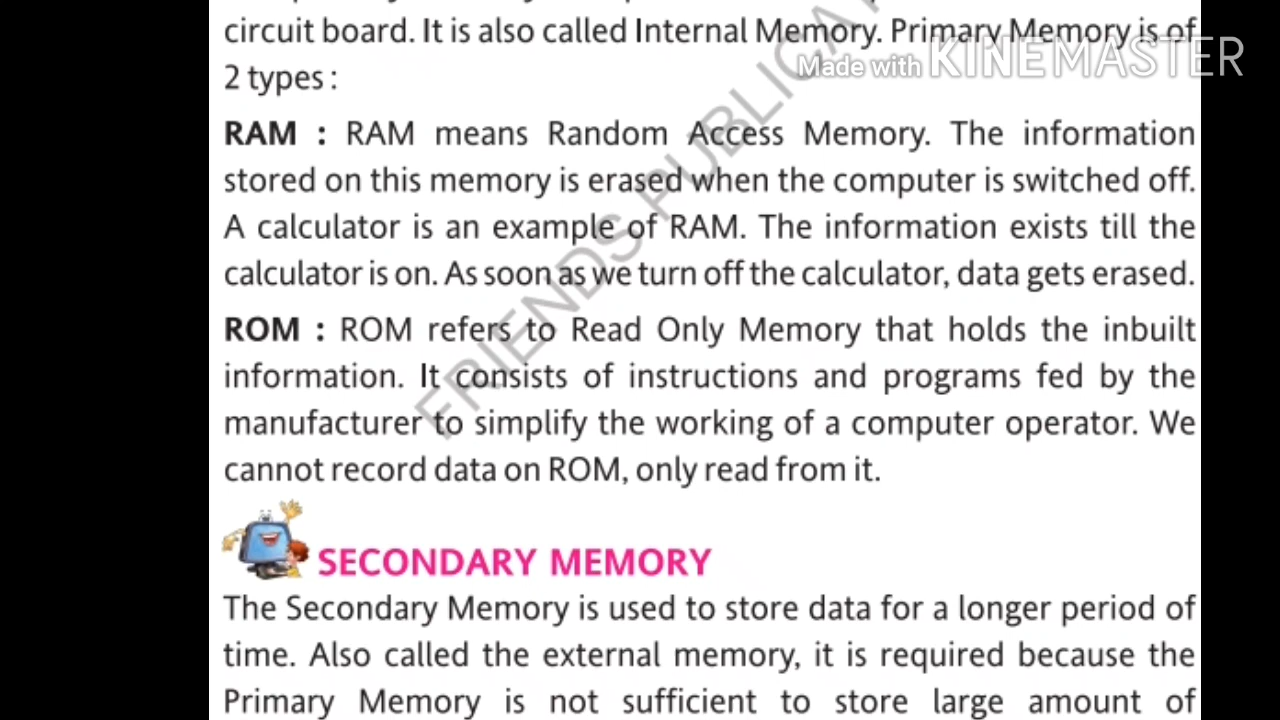 circuit board. It is also called Internal Memory. Primary Memory is of
Made with KINEMASTER
2 types :
RAM : RAM means Random Access Memory. The information
stored on this memory is erased when the computer is switched off.
A calculator is an example of RAM. The information exists till the
calculator is on. As soon as we turn off the calculator, data gets erased.
ROM : ROM refers to Read Only Memory that holds the inbuilt
information. It consists of instructions and programs fed by the
manufacturer to simplify the working of a computer operator. We
cannot record data on ROM, only read from it.
FRIENDS
SECONDARY MEMORY
The Secondary Memory is used to store data for a longer period of
time. Also called the external memory, it is required because the
Primary Memory is not sufficient to store large amount of